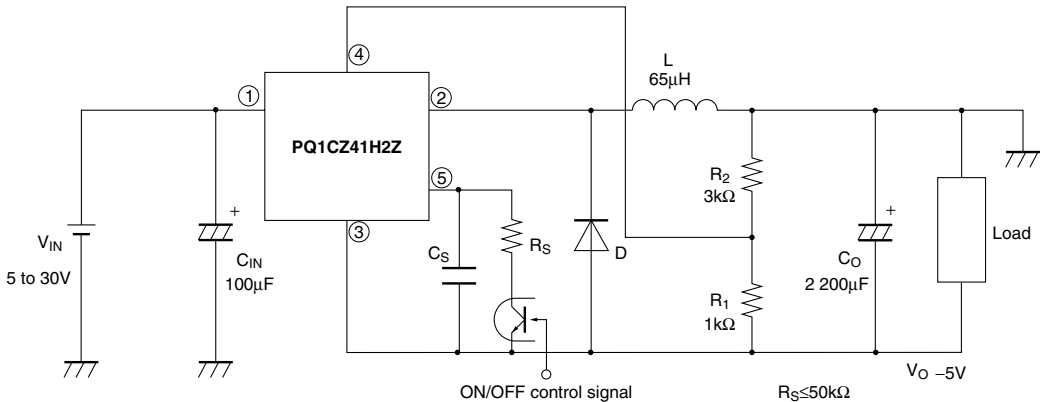 ④
L
65μH
①
②
PQ1CZ41H2Z
⑤
③
R2
3kΩ
+
VIN
5 to 30V
+
CIN
100μF
CS
RS
D
R1
1kΩ
CO
2 200μF
Load
ON/OFF control signal
RS≤50kΩ
VO –5V